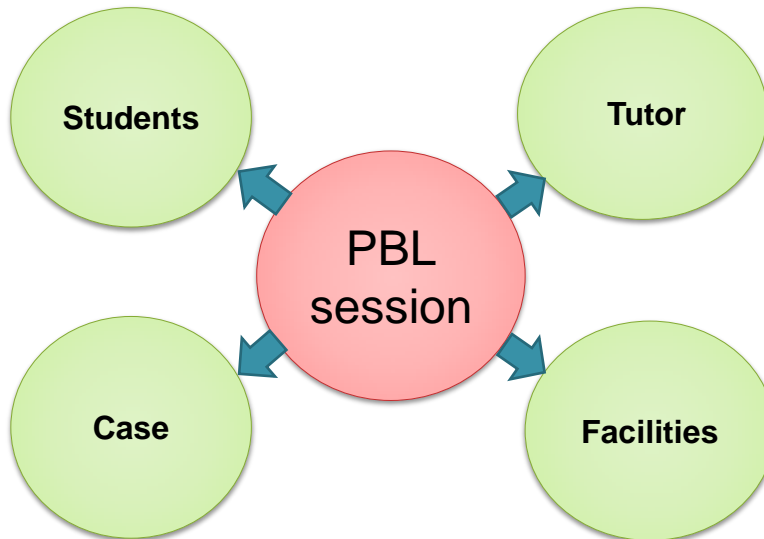 Students
Tutor
PBL
session
Case
Facilities